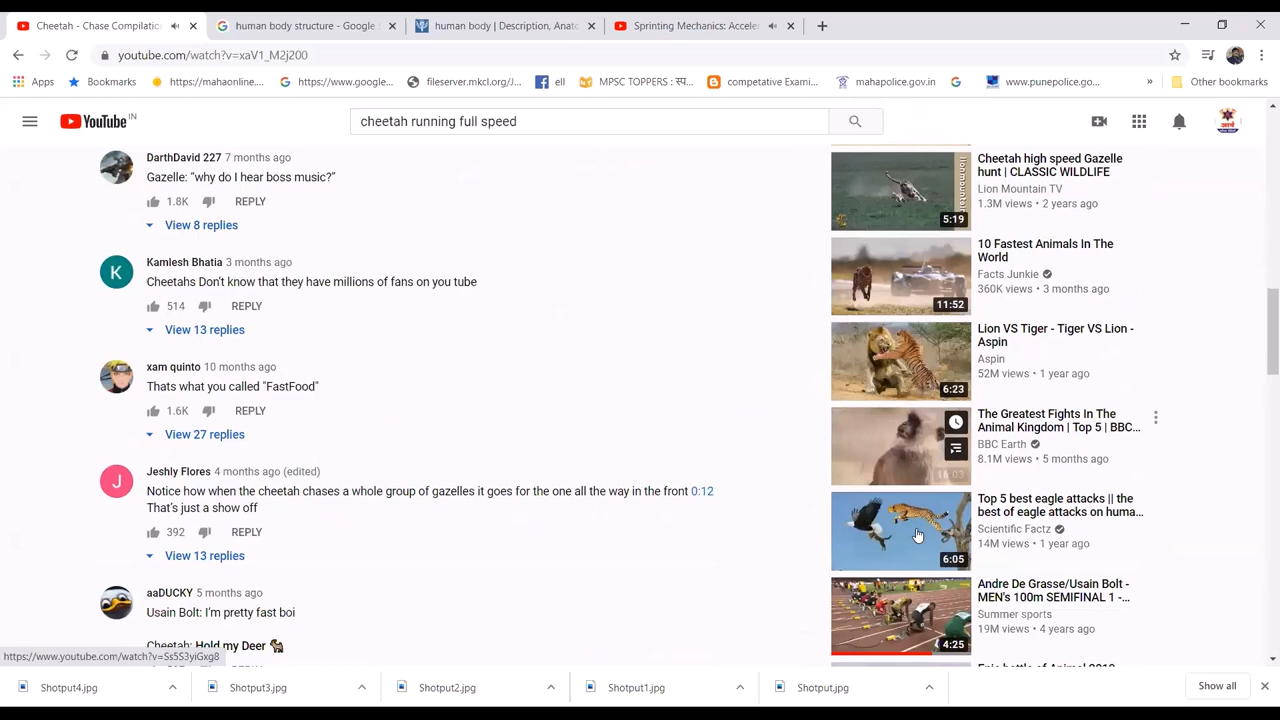 Cheetah - Chase Compilatio
human body structure - Google
human body | Description, Anat
Sprinting Mechanics: Acceler
youtube.com/watch?v=xaV1_M2j200
Apps
Bookmarks
https://mahaonline....
https://www.google...
fileserver.mkcl.org/J...
ell
MPSC TOPPERS : स्प...
competative Exami...
mahapolice.gov.in
www.punepolice.go...
»
Other bookmarks
YouTube IN
cheetah running full speed
DarthDavid 227 7 months ago
Gazelle: “why do I hear boss music?”
1.8K REPLY
View 8 replies
K
Kamlesh Bhatia 3 months ago
Cheetahs Don't know that they have millions of fans on you tube
514 REPLY
View 13 replies
xam quinto 10 months ago
Thats what you called "FastFood"
1.6K REPLY
View 27 replies
J
Jeshly Flores 4 months ago (edited)
Notice how when the cheetah chases a whole group of gazelles it goes for the one all the way in the front 0:12
That's just a show off
392 REPLY
View 13 replies
aaDUCKY 5 months ago
Usain Bolt: I'm pretty fast boi
Cheetah: Hold my Deer
lionmountain
5:19
Cheetah high speed Gazelle
hunt | CLASSIC WILDLIFE
Lion Mountain TV
1.3M views • 2 years ago
11:52
10 Fastest Animals In The
World
Facts Junkie
360K views • 3 months ago
6:23
Lion VS Tiger - Tiger VS Lion -
Aspin
Aspin
52M views • 1 year ago
16:03
The Greatest Fights In The
Animal Kingdom | Top 5 | BBC...
BBC Earth
8.1M views • 5 months ago
6:05
Top 5 best eagle attacks || the
best of eagle attacks on huma...
Scientific Factz
14M views • 1 year ago
4:25
Andre De Grasse/Usain Bolt -
MEN's 100m SEMIFINAL 1 -...
Summer sports
19M views • 4 years ago
https://www.youtube.com/watch?v=Ss5S3yiGxg8
Shotput4.jpg
Shotput3.jpg
Shotput2.jpg
Shotput1.jpg
Shotput.jpg
Show all